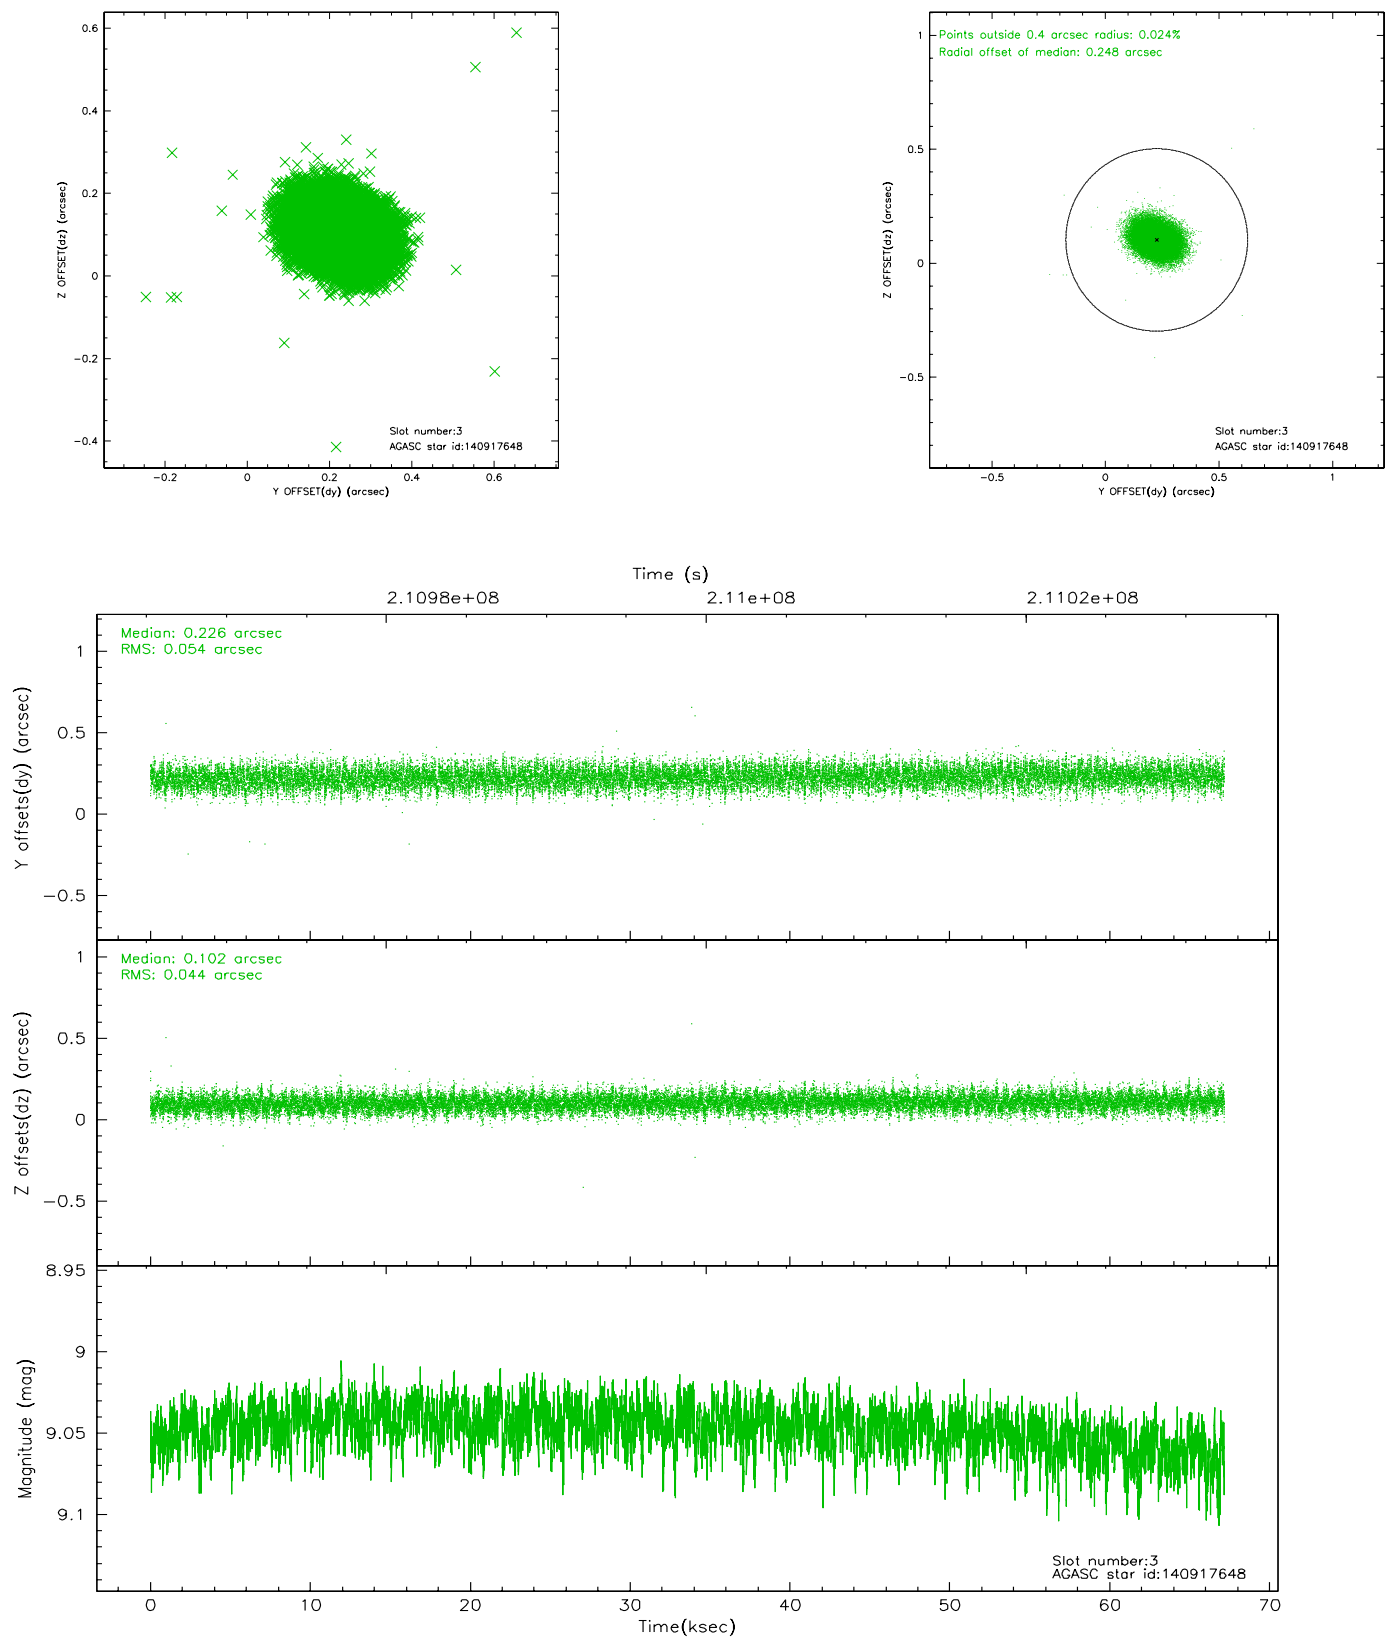 0.6
0.4
0.2
0
−0.2
−0.4
Z OFFSET(dz) (arcsec)
Slot number:3
AGASC star id:140917648
−0.2 0 0.2 0.4 0.6
Y OFFSET(dy) (arcsec)
Points outside 0.4 arcsec radius: 0.024%
Radial offset of median: 0.248 arcsec
1
0.5
0
−0.5
Z OFFSET(dz) (arcsec)
Slot number:3
AGASC star id:140917648
−0.5 0 0.5 1
Y OFFSET(dy) (arcsec)
Time (s)
2.1098e+08 2.11e+08 2.1102e+08
Median: 0.226 arcsec
RMS: 0.054 arcsec
1
0.5
0
−0.5
Y offsets(dy) (arcsec)
Median: 0.102 arcsec
RMS: 0.044 arcsec
1
0.5
0
−0.5
Z offsets(dz) (arcsec)
8.95
9
9.05
9.1
Magnitude (mag)
Slot number:3
AGASC star id:140917648
0 10 20 30 40 50 60 70
Time(ksec)